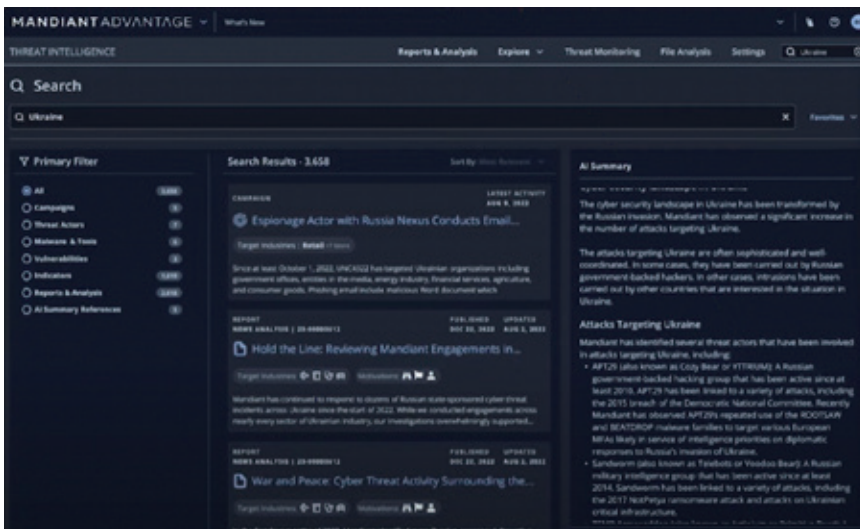 MANDIANT ADVANTAGE What's New
THREAT INTELLIGENCE Reports & Analysis Explore Threat Monitoring File Analysis Settings Ukraine
Search
Ukraine Favorites
Primary Filter
All
Campaigns
Threat Actors
Malware & Tools
Vulnerabilities
Indicators
Reports & Analysis
AI Summary References
Search Results - 3,658 Sort By:
CAMPAIGN LATEST ACTIVITY
Espionage Actor with Russia Nexus Conducts Email...
Target Industries: Retail
Since at least October 1, 2022, has targeted Ukrainian organizations including
government offices, entities in the media, energy industry, financial services, agriculture,
and consumer goods. Phishing email include malicious Word document which
REPORT PUBLISHED UPDATED
NEWS ANALYSIS
Hold the Line: Reviewing Mandiant Engagements in...
Target Industries Motivations
Mandiant has continued to respond to of Russian state-sponsored cyber threat
incidents across Ukraine since the start of 2022. While we conducted engagements across
nearly every sector of Ukrainian industry, our investigations overwhelmingly supported...
REPORT PUBLISHED UPDATED
NEWS ANALYSIS
War and Peace: Cyber Threat Activity Surrounding the...
Target Industries Motivations
AI Summary
The cyber security landscape in Ukraine has been transformed by
the Russian invasion. Mandiant has observed a significant increase in
the number of attacks targeting Ukraine.
The attacks targeting Ukraine are often sophisticated and well-
coordinated. In some cases, they have been carried out by Russian
government-backed hackers. In other cases, intrusions have been
carried out by other countries that are interested in the situation in
Ukraine.
Attacks Targeting Ukraine
Mandiant has identified several threat actors that have been involved
in attacks targeting Ukraine, including:
• APT29 (also known as Cozy Bear or YTTRIUM): A Russian
government-backed hacking group that has been active since at
least 2010. APT29 has been linked to a variety of attacks, including
the 2015 breach of the Democratic National Committee. Recently
Mandiant has observed APT29's repeated use of the ROOTSAW
and BEATDROP malware families to target various European
MFAs likely in service of intelligence priorities on diplomatic
responses to Russia's invasion of Ukraine.
• Sandworm (also known as or Voodoo Bear): A Russian
military intelligence group that has been active since at least
2014. Sandworm has been linked to a variety of attacks, including
the 2017 NotPetya ransomware attack and attacks on Ukrainian
critical infrastructure.